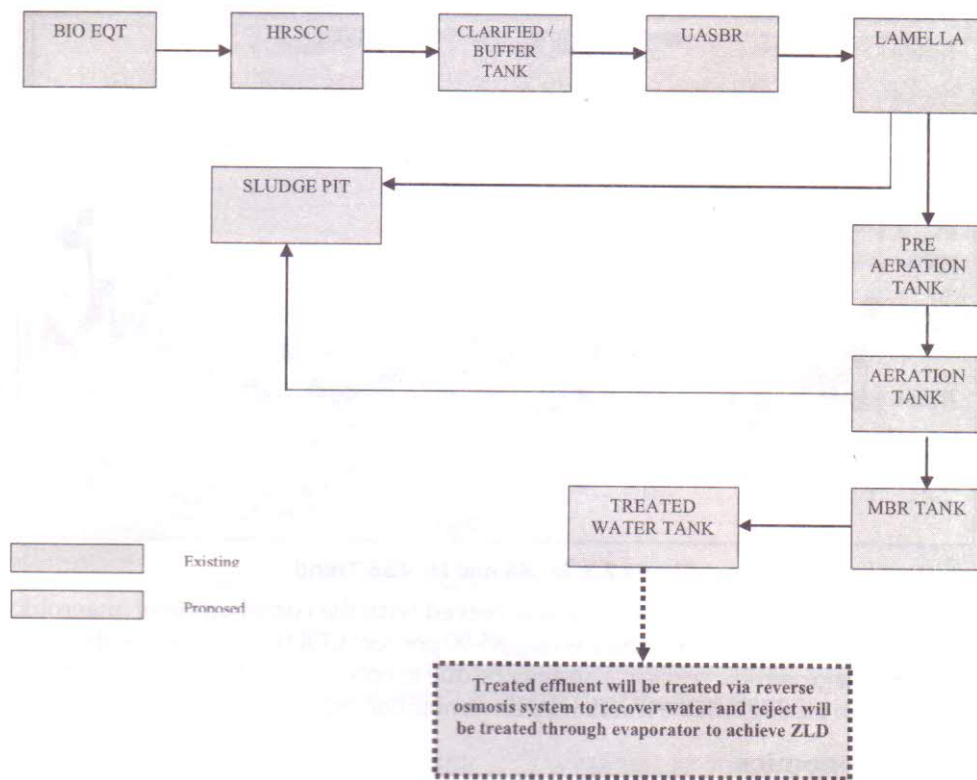 BIO EQT
HRSCC
CLARIFIED /
BUFFER
TANK
UASBR
LAMELLA
SLUDGE PIT
PRE
AERATION
TANK
AERATION
TANK
MBR TANK
TREATED
WATER TANK
Existing
Proposed
Treated effluent will be treated via reverse
osmosis system to recover water and reject will
be treated through evaporator to achieve ZLD